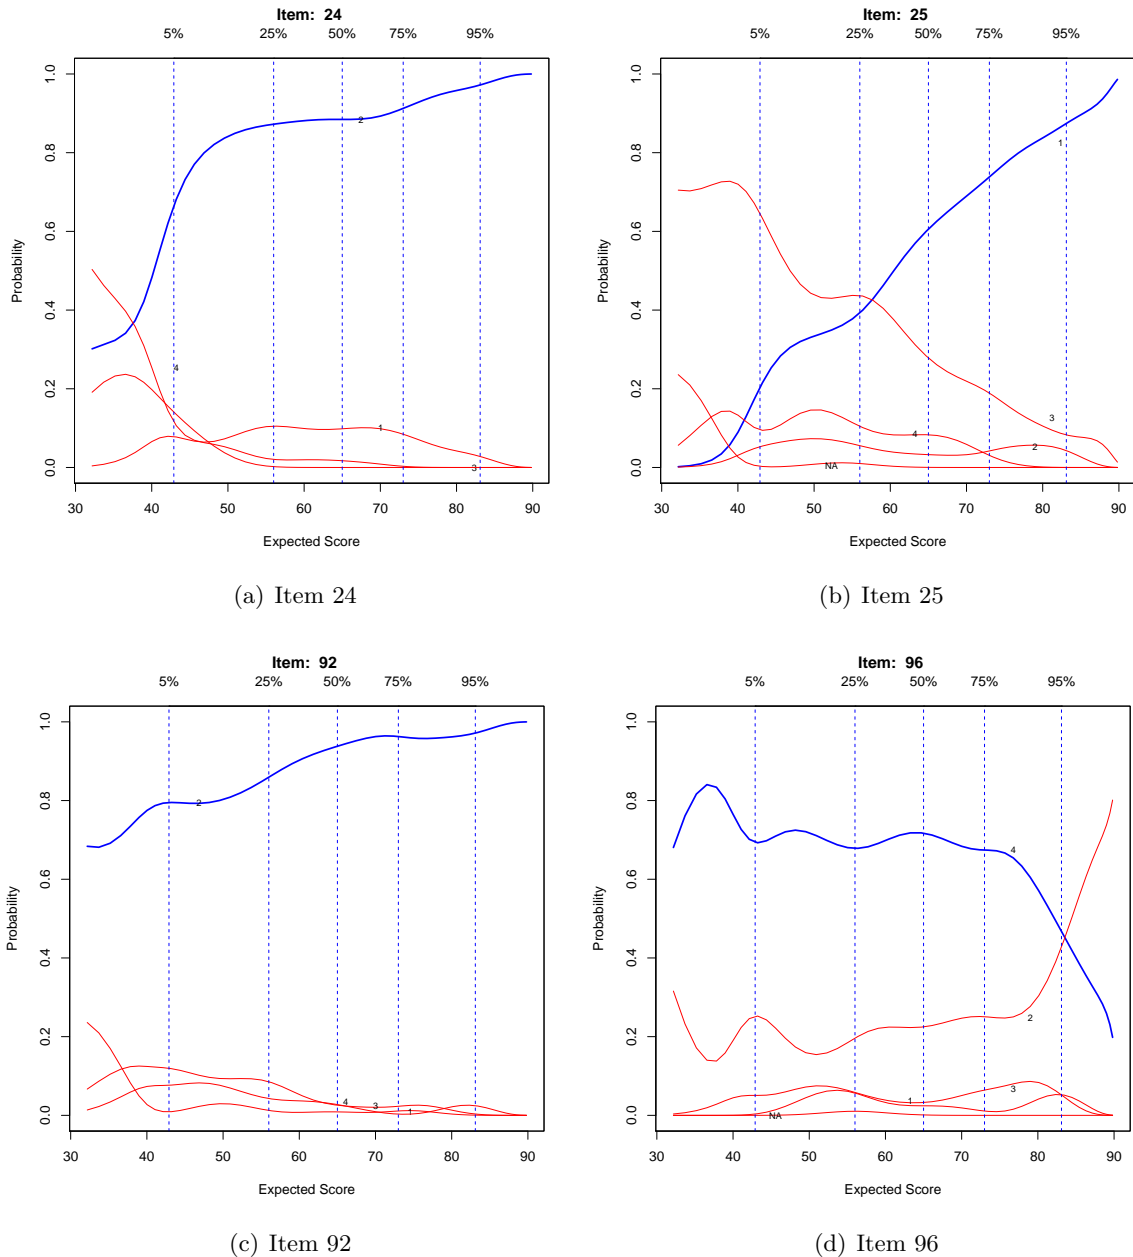 Item: 24
5% 25% 50% 75% 95%
1.0
0.8
0.6
0.4
0.2
0.0
Probability
2
4
1
3
30 40 50 60 70 80 90
Expected Score
(a) Item 24
Item: 25
5% 25% 50% 75% 95%
1.0
0.8
0.6
0.4
0.2
0.0
Probability
1
3
4
2
NA
30 40 50 60 70 80 90
Expected Score
(b) Item 25
Item: 92
5% 25% 50% 75% 95%
1.0
0.8
0.6
0.4
0.2
0.0
Probability
2
4
3
1
30 40 50 60 70 80 90
Expected Score
(c) Item 92
Item: 96
5% 25% 50% 75% 95%
1.0
0.8
0.6
0.4
0.2
0.0
Probability
4
2
3
1
NA
30 40 50 60 70 80 90
Expected Score
(d) Item 96